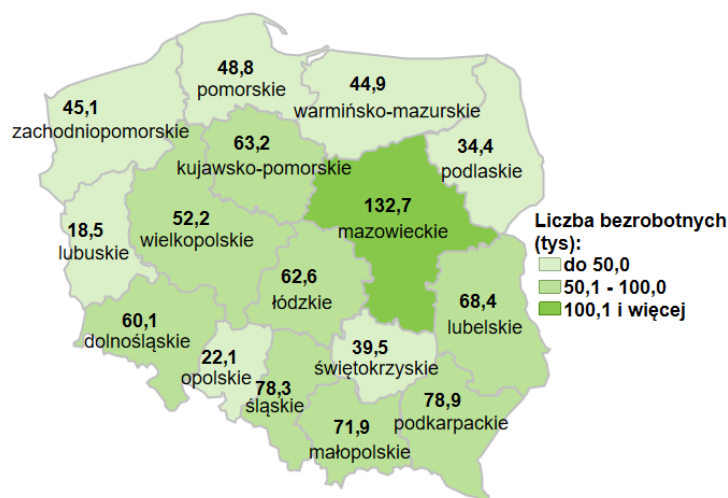 48,8
pomorskie
44,9
warmińsko-mazurskie
45,1
zachodniopomorskie
63,2
kujawsko-pomorskie
34,4
podlaskie
132,7
mazowieckie
18,5
lubuskie
52,2
wielkopolskie
Liczba bezrobotnych
(tys):
do 50,0
50,1 - 100,0
100,1 i więcej
62,6
łódzkie
68,4
lubelskie
60,1
dolnośląskie
22,1
opolskie
39,5
świętokrzyskie
78,3
śląskie
71,9
małopolskie
78,9
podkarpackie